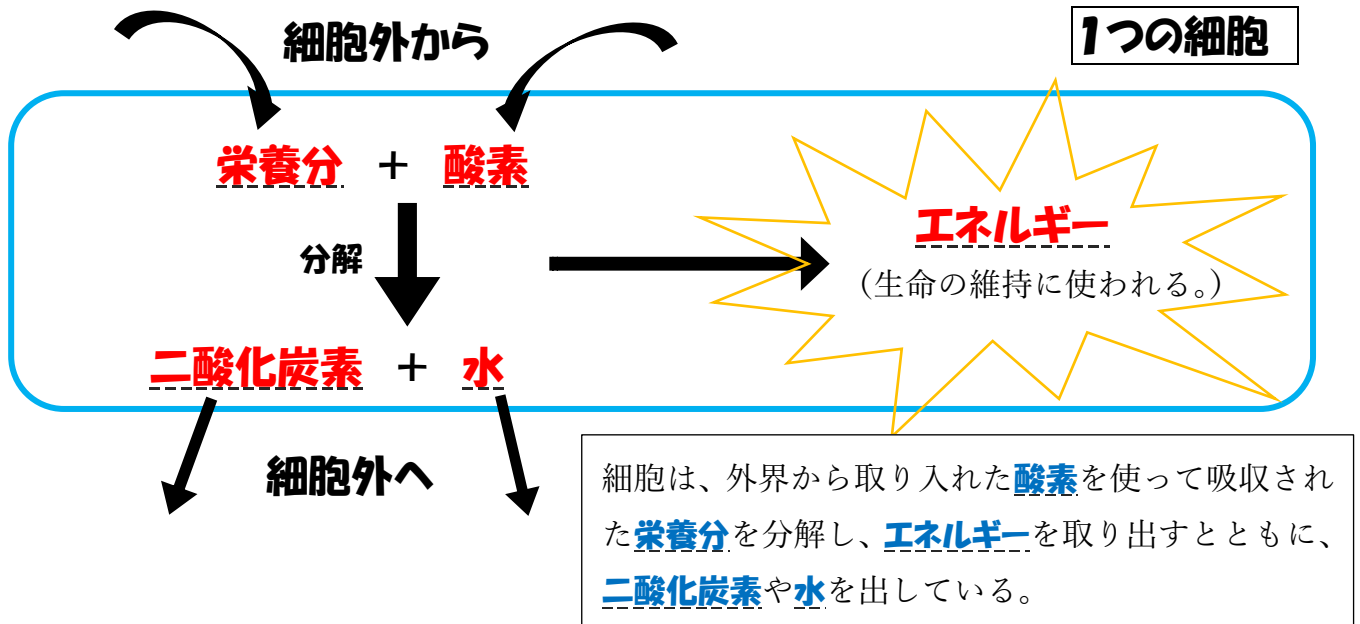 細胞外から
1つの細胞
栄養分 + 酸素
分解
エネルギー
(生命の維持に使われる。)
二酸化炭素 + 水
細胞外へ
細胞は、外界から取り入れた酸素を使って吸収され
た栄養分を分解し、エネルギーを取り出すとともに、
二酸化炭素や水を出している。